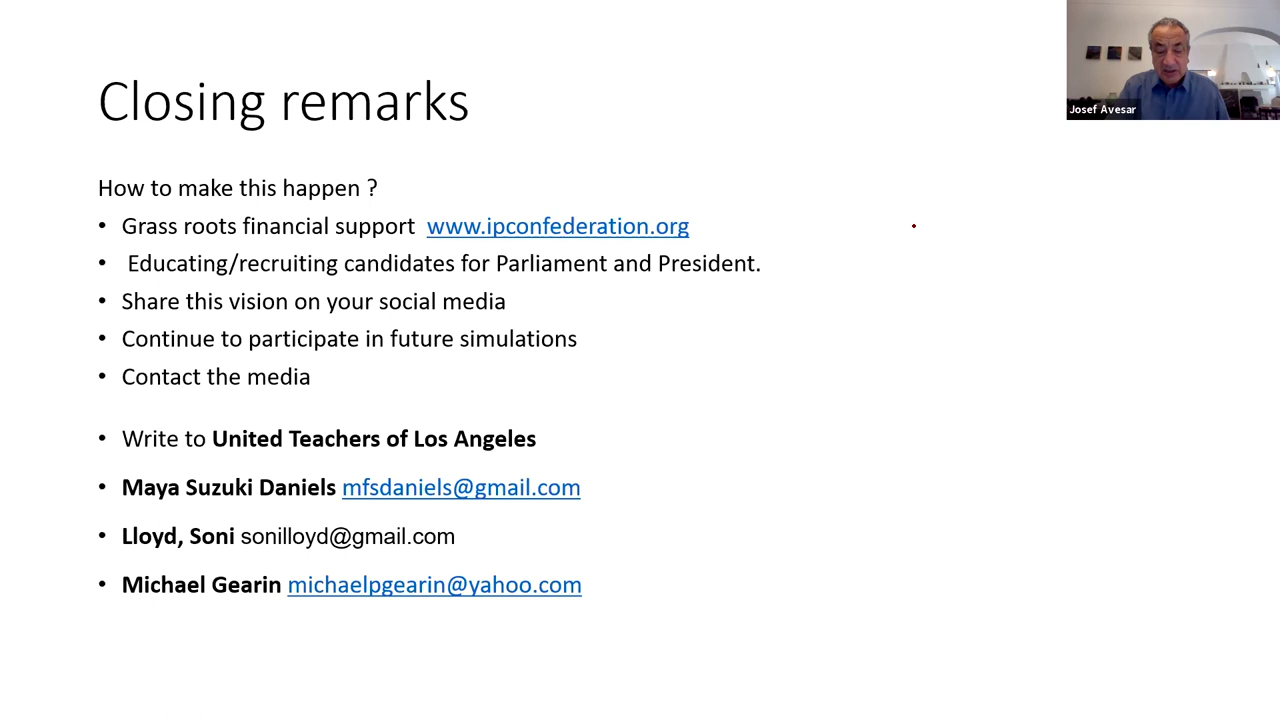 Closing remarks
Josef Avesar
How to make this happen ?
• Grass roots financial support www.ipconfederation.org
• Educating/recruiting candidates for Parliament and President.
• Share this vision on your social media
• Continue to participate in future simulations
• Contact the media
• Write to United Teachers of Los Angeles
• Maya Suzuki Daniels mfsdaniels@gmail.com
• Lloyd, Soni sonilloyd@gmail.com
• Michael Gearin michaelpgearin@yahoo.com